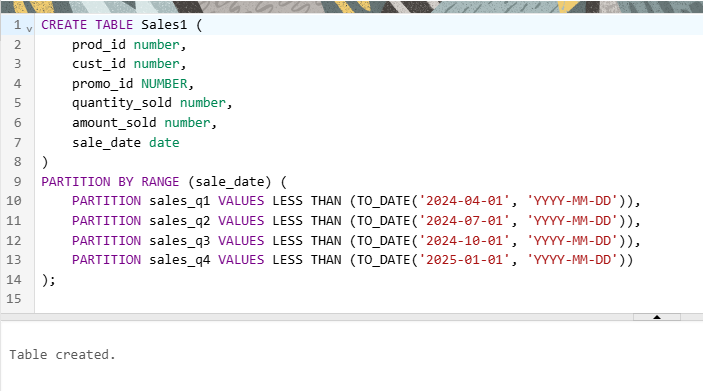 1 CREATE TABLE Sales1 (
2 prod_id number,
3 cust_id number,
4 promo_id NUMBER,
5 quantity_sold number,
6 amount_sold number,
7 sale_date date
8 )
9 PARTITION BY RANGE (sale_date) (
10 PARTITION sales_q1 VALUES LESS THAN (TO_DATE('2024-04-01', 'YYYY-MM-DD')),
11 PARTITION sales_q2 VALUES LESS THAN (TO_DATE('2024-07-01', 'YYYY-MM-DD')),
12 PARTITION sales_q3 VALUES LESS THAN (TO_DATE('2024-10-01', 'YYYY-MM-DD')),
13 PARTITION sales_q4 VALUES LESS THAN (TO_DATE('2025-01-01', 'YYYY-MM-DD'))
14 );
15
Table created.